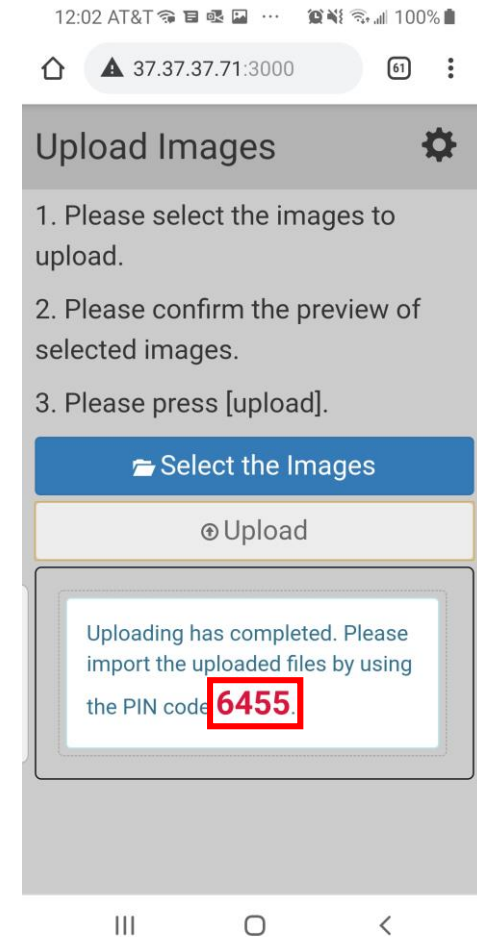 12:02 AT&T ... 100%
37.37.37.71:3000 61
Upload Images
1. Please select the images to
upload.
2. Please confirm the preview of
selected images.
3. Please press [upload].
Select the Images
Upload
Uploading has completed. Please
import the uploaded files by using
the PIN code 6455.